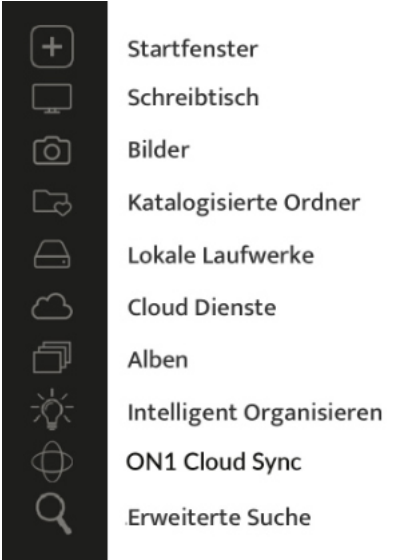 Startfenster
Schreibtisch
Bilder
Katalogisierte Ordner
Lokale Laufwerke
Cloud Dienste
Alben
Intelligent Organisieren
ON1 Cloud Sync
Erweiterte Suche